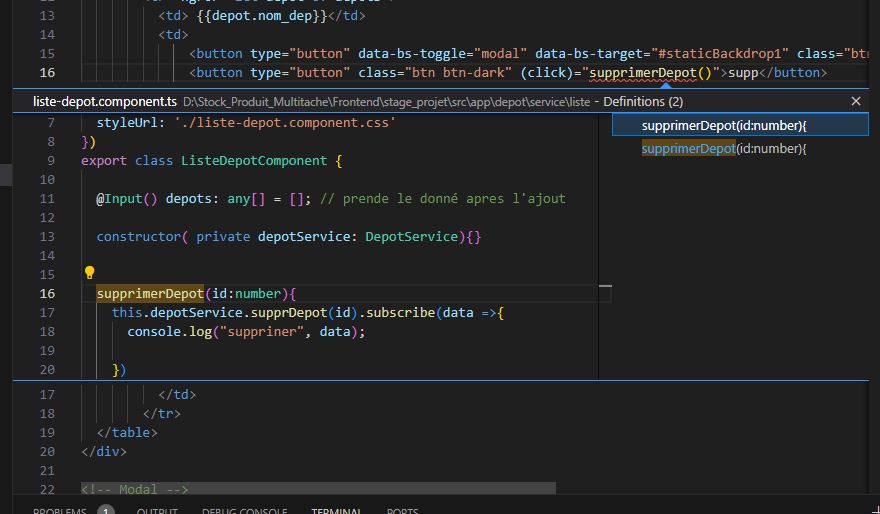 13 <td> {{depot.nom_dep}}</td>
14 <td>
15 <button type="button" data-bs-toggle="modal" data-bs-target="#staticBackdrop1" class="btn
16 <button type="button" class="btn btn-dark" (click)="supprimerDepot()">supp</button>
liste-depot.component.ts D:\Stock_Produit_Multitache\Frontend\stage_projet\src\app\depot\service\liste - Definitions (2)
7 styleUrl: './liste-depot.component.css'
8 })
9 export class ListeDepotComponent {
10
11 @Input() depots: any[] = []; // prende le donné apres l'ajout
12
13 constructor( private depotService: DepotService){}
14
15
16 supprimerDepot(id:number){
17 this.depotService.supprDepot(id).subscribe(data =>{
18 console.log("suppriner", data);
19
20 })
supprimerDepot(id:number){
supprimerDepot(id:number){
17 </td>
18 </tr>
19 </table>
20 </div>
21
22 <!-- Modal -->
PROBLEMS 1 OUTPUT DEBUG CONSOLE TERMINAL PORTS